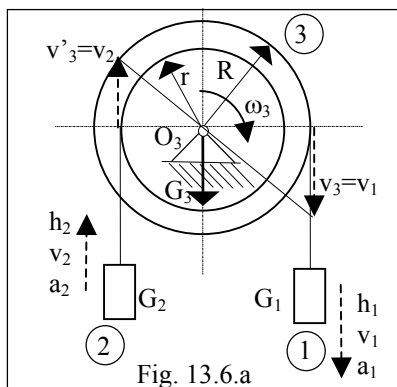 3
v'₃=v₂
r
R
ω₃
O₃
v₃=v₁
G₃
h₂
v₂
a₂
G₂
G₁
h₁
v₁
a₁
2
1
Fig. 13.6.a